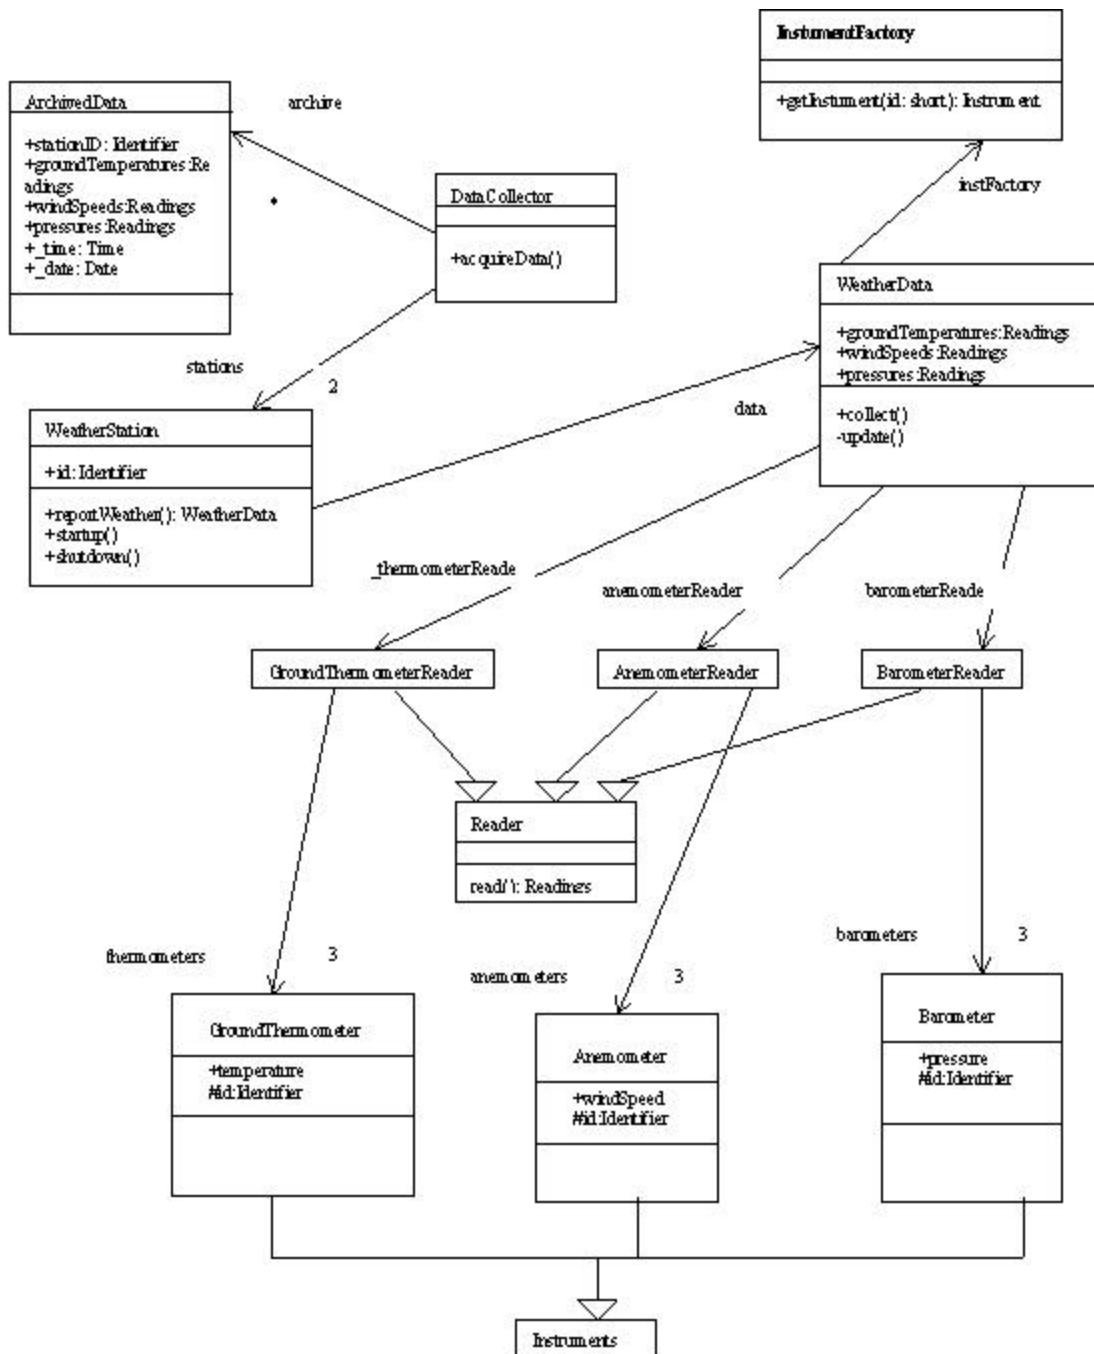 InstumentFactory
+getInstument(id: short): Instrument
ArchivedData
+stationID: Identifier
+groundTemperatures:Re
adings
+windSpeeds:Readings
+pressures:Readings
+_time: Time
+_date: Date
archive
*
DataCollector
+acquireData()
instFactory
WeatherData
+groundTemperatures:Readings
+windSpeeds:Readings
+pressures:Readings
+collect()
-update()
stations
2
data
WeatherStation
+id: Identifier
+reportWeather(): WeatherData
+startup()
+shutdown()
_thermometerReade
anemometerReader
barometerReade
GroundThermometerReader
AnemometerReader
BarometerReader
Reader
read(): Readings
thermometers
3
anemometers
3
barometers
3
GroundThermometer
+temperature
#id:Identifier
Anemometer
+windSpeed
#id:Identifier
Barometer
+pressure
#id:Identifier
Instruments